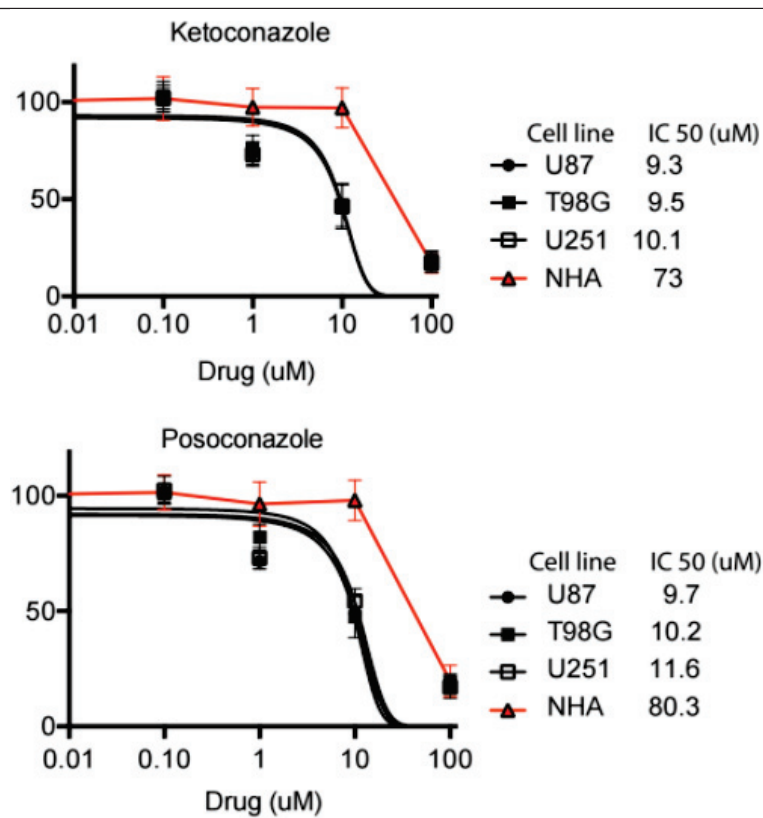 Ketoconazole
100
50
0
0.01 0.10 1 10 100
Drug (uM)
Cell line IC 50 (uM)
U87 9.3
T98G 9.5
U251 10.1
NHA 73
Posoconazole
100
50
0
0.01 0.10 1 10 100
Drug (uM)
Cell line IC 50 (uM)
U87 9.7
T98G 10.2
U251 11.6
NHA 80.3